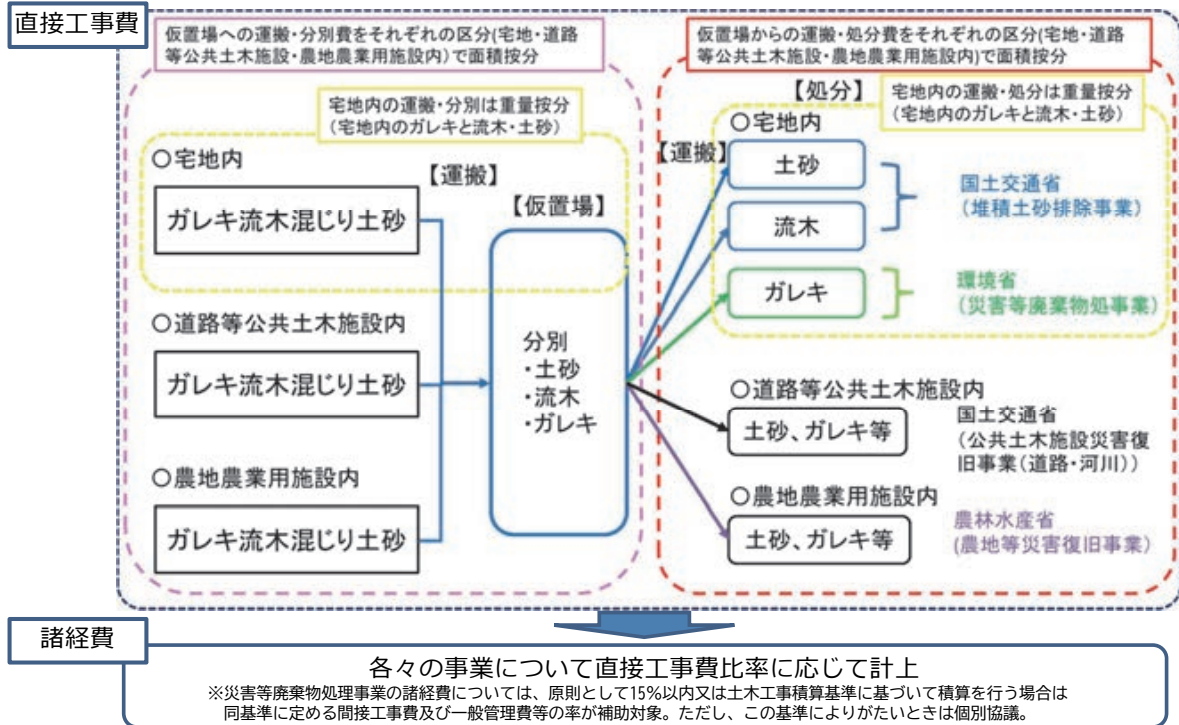 直接工事費
仮置場への運搬・分別費をそれぞれの区分(宅地・道路
等公共土木施設・農地農業用施設内)で面積按分
宅地内の運搬・分別は重量按分
(宅地内のガレキと流木・土砂)
○宅地内
ガレキ流木混じり土砂
【運搬】
【仮置場】
○道路等公共土木施設内
ガレキ流木混じり土砂
○農地農業用施設内
ガレキ流木混じり土砂
分別
・土砂
・流木
・ガレキ
仮置場からの運搬・処分費をそれぞれの区分(宅地・道路
等公共土木施設・農地農業用施設内)で面積按分
【処分】
宅地内の運搬・処分は重量按分
(宅地内のガレキと流木・土砂)
○宅地内
【運搬】
土砂
流木
国土交通省
(堆積土砂排除事業)
ガレキ
環境省
(災害等廃棄物処事業)
○道路等公共土木施設内
土砂、ガレキ等
国土交通省
(公共土木施設災害復
旧事業(道路・河川))
○農地農業用施設内
土砂、ガレキ等
農林水産省
(農地等災害復旧事業)
諸経費
各々の事業について直接工事費比率に応じて計上
※災害等廃棄物処理事業の諸経費については、原則として15%以内又は土木工事積算基準に基づいて積算を行う場合は
同基準に定める間接工事費及び一般管理費等の率が補助対象。ただし、この基準によりがたいときは個別協議。